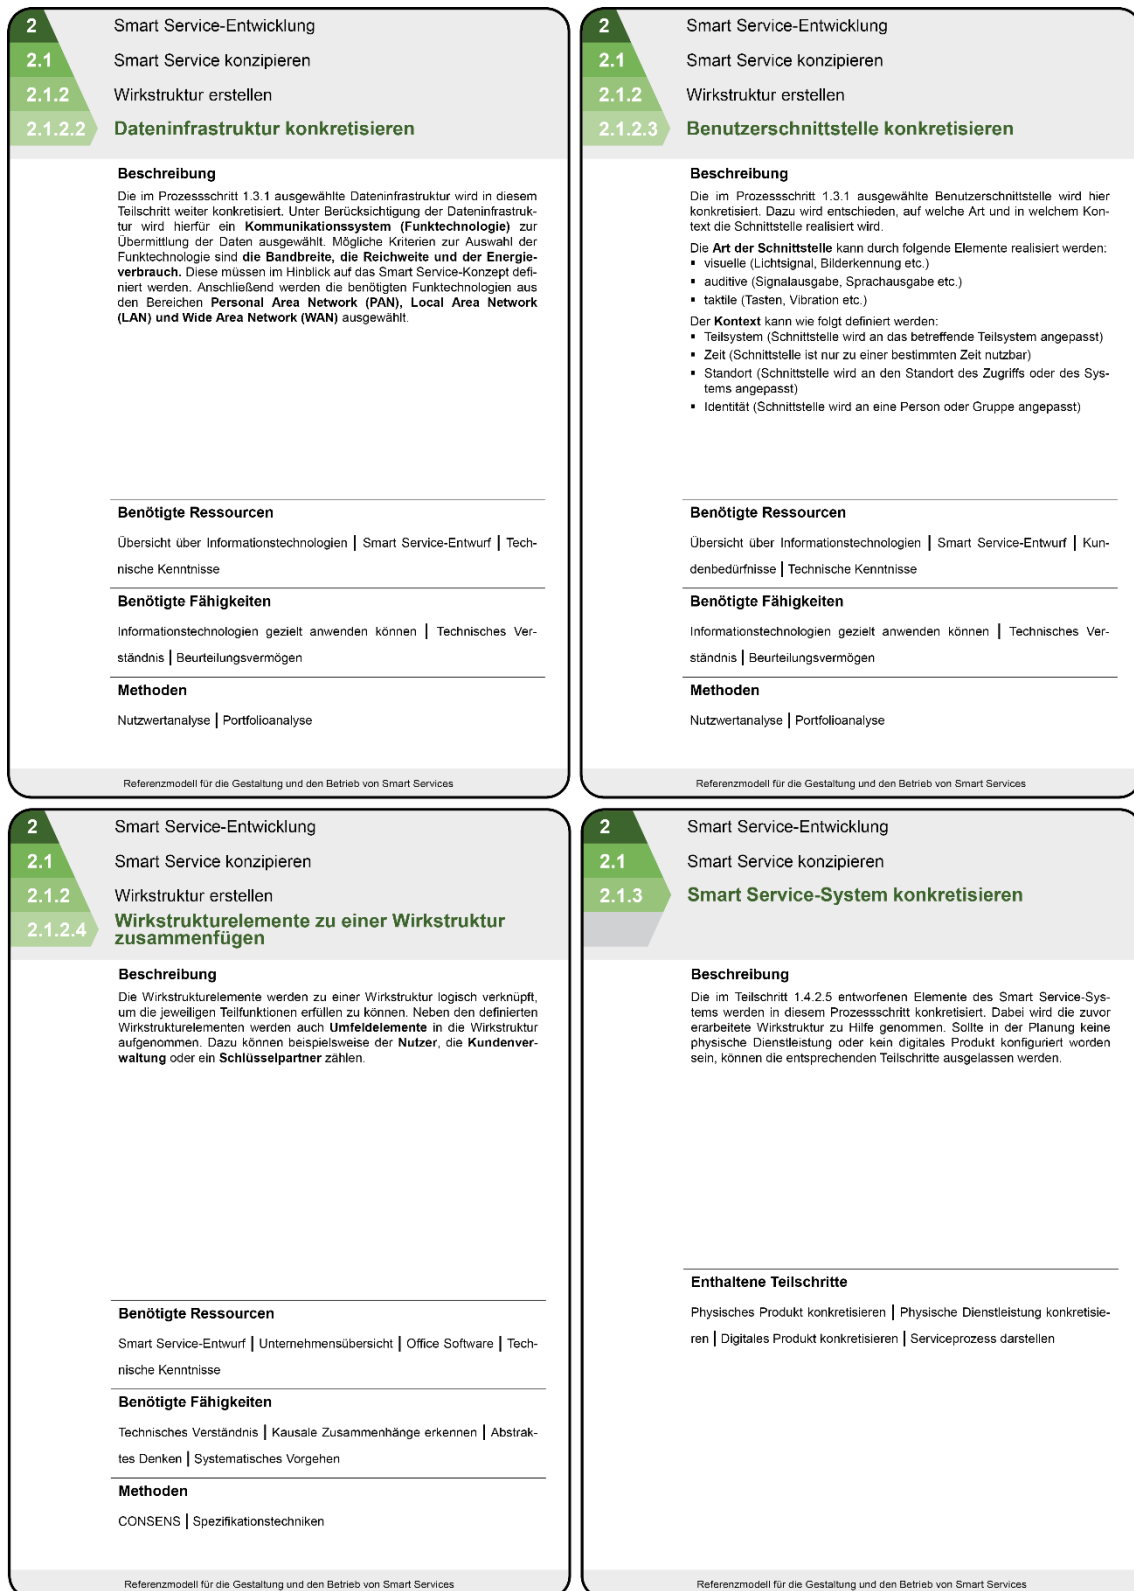 2 Smart Service-Entwicklung
2.1 Smart Service konzipieren
2.1.2 Wirkstruktur erstellen
2.1.2.2 Dateninfrastruktur konkretisieren
Beschreibung
Die im Prozessschritt 1.3.1 ausgewählte Dateninfrastruktur wird in diesem
Teilschritt weiter konkretisiert. Unter Berücksichtigung der Dateninfrastruk-
tur wird hierfür ein Kommunikationssystem (Funktechnologie) zur
Übermittlung der Daten ausgewählt. Mögliche Kriterien zur Auswahl der
Funktechnologie sind die Bandbreite, die Reichweite und der Energie-
verbrauch. Diese müssen im Hinblick auf das Smart Service-Konzept defi-
niert werden. Anschließend werden die benötigten Funktechnologien aus
den Bereichen Personal Area Network (PAN), Local Area Network
(LAN) und Wide Area Network (WAN) ausgewählt.
Benötigte Ressourcen
Übersicht über Informationstechnologien | Smart Service-Entwurf | Tech-
nische Kenntnisse
Benötigte Fähigkeiten
Informationstechnologien gezielt anwenden können | Technisches Ver-
ständnis | Beurteilungsvermögen
Methoden
Nutzwertanalyse | Portfolioanalyse
Referenzmodell für die Gestaltung und den Betrieb von Smart Services
2 Smart Service-Entwicklung
2.1 Smart Service konzipieren
2.1.2 Wirkstruktur erstellen
2.1.2.3 Benutzerschnittstelle konkretisieren
Beschreibung
Die im Prozessschritt 1.3.1 ausgewählte Benutzerschnittstelle wird hier
konkretisiert. Dazu wird entschieden, auf welche Art und in welchem Kon-
text die Schnittstelle realisiert wird.
Die Art der Schnittstelle kann durch folgende Elemente realisiert werden:
▪ visuelle (Lichtsignal, Bilderkennung etc.)
▪ auditive (Signalausgabe, Sprachausgabe etc.)
▪ taktile (Tasten, Vibration etc.)
Der Kontext kann wie folgt definiert werden:
▪ Teilsystem (Schnittstelle wird an das betreffende Teilsystem angepasst)
▪ Zeit (Schnittstelle ist nur zu einer bestimmten Zeit nutzbar)
▪ Standort (Schnittstelle wird an den Standort des Zugriffs oder des Sys-
tems angepasst)
▪ Identität (Schnittstelle wird an eine Person oder Gruppe angepasst)
Benötigte Ressourcen
Übersicht über Informationstechnologien | Smart Service-Entwurf | Kun-
denbedürfnisse | Technische Kenntnisse
Benötigte Fähigkeiten
Informationstechnologien gezielt anwenden können | Technisches Ver-
ständnis | Beurteilungsvermögen
Methoden
Nutzwertanalyse | Portfolioanalyse
Referenzmodell für die Gestaltung und den Betrieb von Smart Services
2 Smart Service-Entwicklung
2.1 Smart Service konzipieren
2.1.2 Wirkstruktur erstellen
2.1.2.4 Wirkstrukturelemente zu einer Wirkstruktur
zusammenfügen
Beschreibung
Die Wirkstrukturelemente werden zu einer Wirkstruktur logisch verknüpft,
um die jeweiligen Teilfunktionen erfüllen zu können. Neben den definierten
Wirkstrukturelementen werden auch Umfeldelemente in die Wirkstruktur
aufgenommen. Dazu können beispielsweise der Nutzer, die Kundenver-
waltung oder ein Schlüsselpartner zählen.
Benötigte Ressourcen
Smart Service-Entwurf | Unternehmensübersicht | Office Software | Tech-
nische Kenntnisse
Benötigte Fähigkeiten
Technisches Verständnis | Kausale Zusammenhänge erkennen | Abstrak-
tes Denken | Systematisches Vorgehen
Methoden
CONSENS | Spezifikationstechniken
Referenzmodell für die Gestaltung und den Betrieb von Smart Services
2 Smart Service-Entwicklung
2.1 Smart Service konzipieren
2.1.3 Smart Service-System konkretisieren
Beschreibung
Die im Teilschritt 1.4.2.5 entworfenen Elemente des Smart Service-Sys-
tems werden in diesem Prozessschritt konkretisiert. Dabei wird die zuvor
erarbeitete Wirkstruktur zu Hilfe genommen. Sollte in der Planung keine
physische Dienstleistung oder kein digitales Produkt konfiguriert worden
sein, können die entsprechenden Teilschritte ausgelassen werden.
Enthaltene Teilschritte
Physisches Produkt konkretisieren | Physische Dienstleistung konkretisie-
ren | Digitales Produkt konkretisieren | Serviceprozess darstellen
Referenzmodell für die Gestaltung und den Betrieb von Smart Services